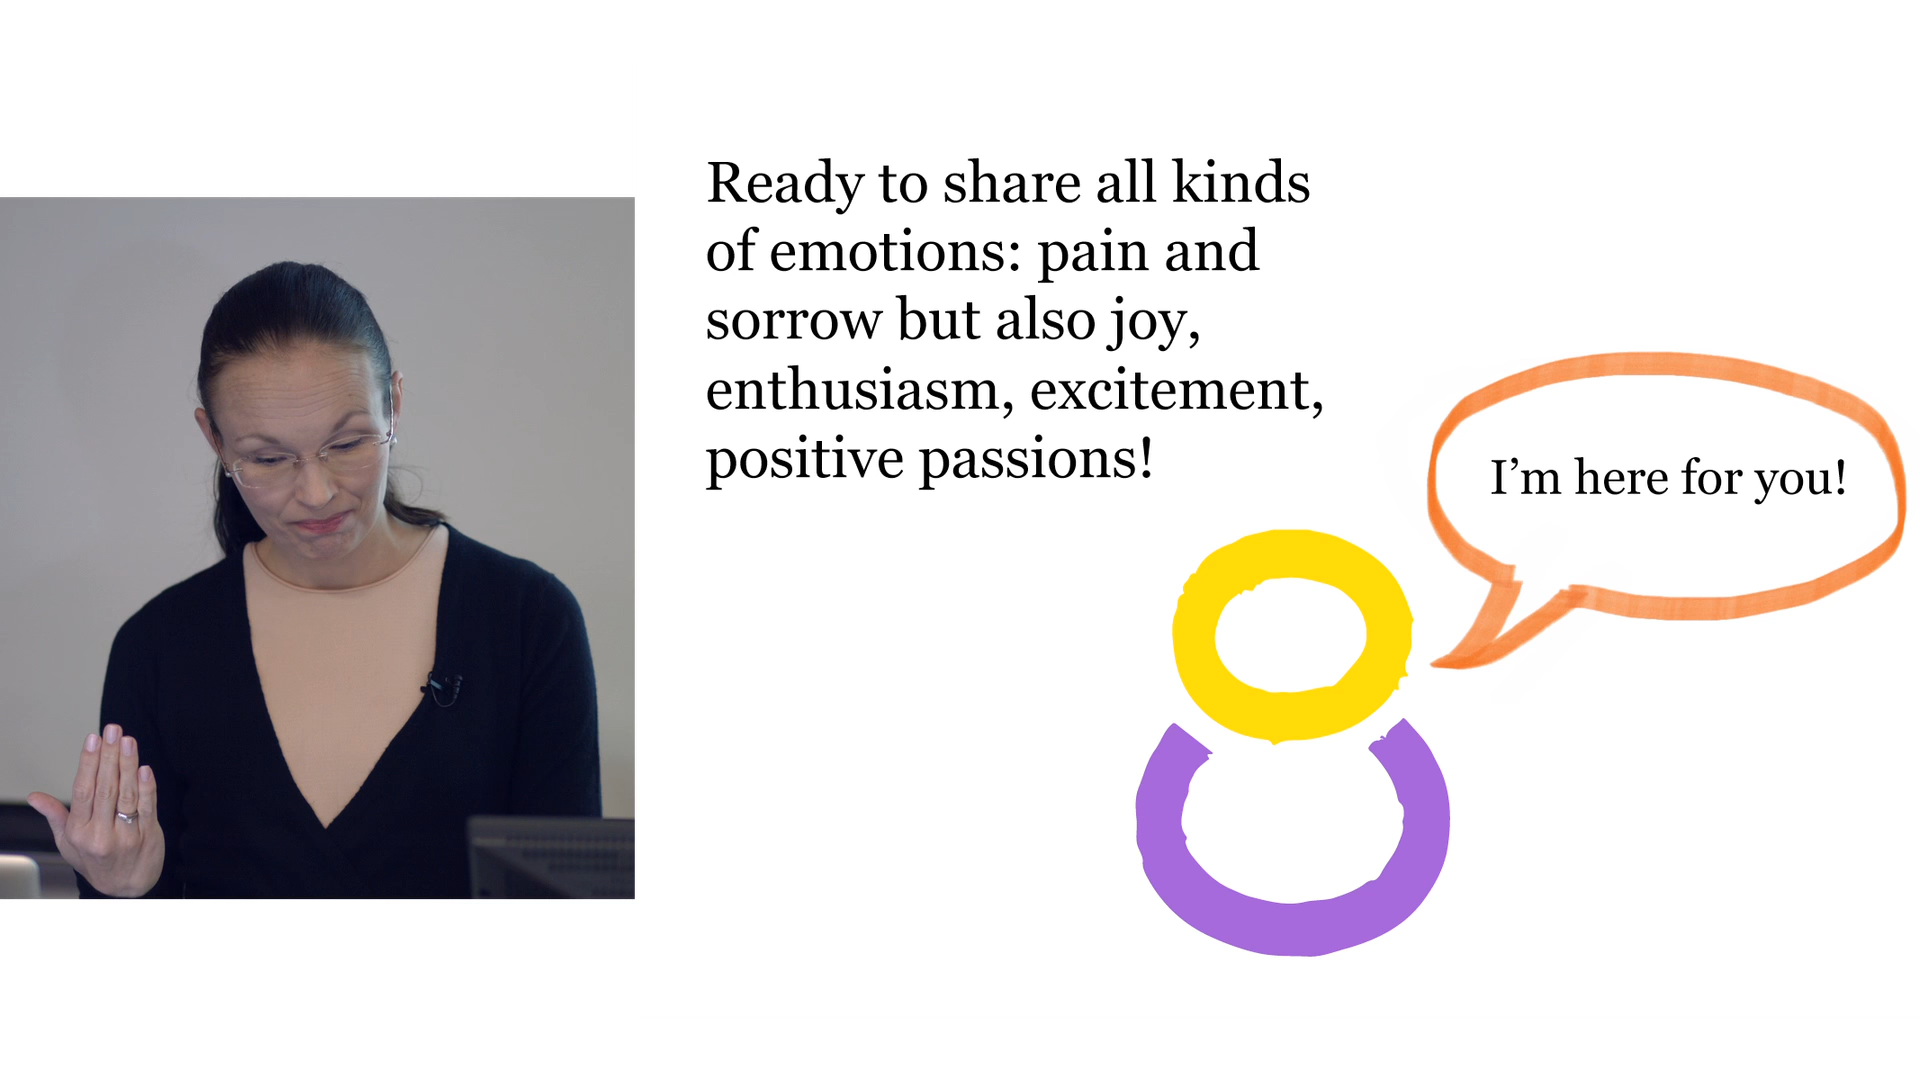 Ready to share all kinds
of emotions: pain and
sorrow but also joy,
enthusiasm, excitement,
positive passions!
I’m here for you!